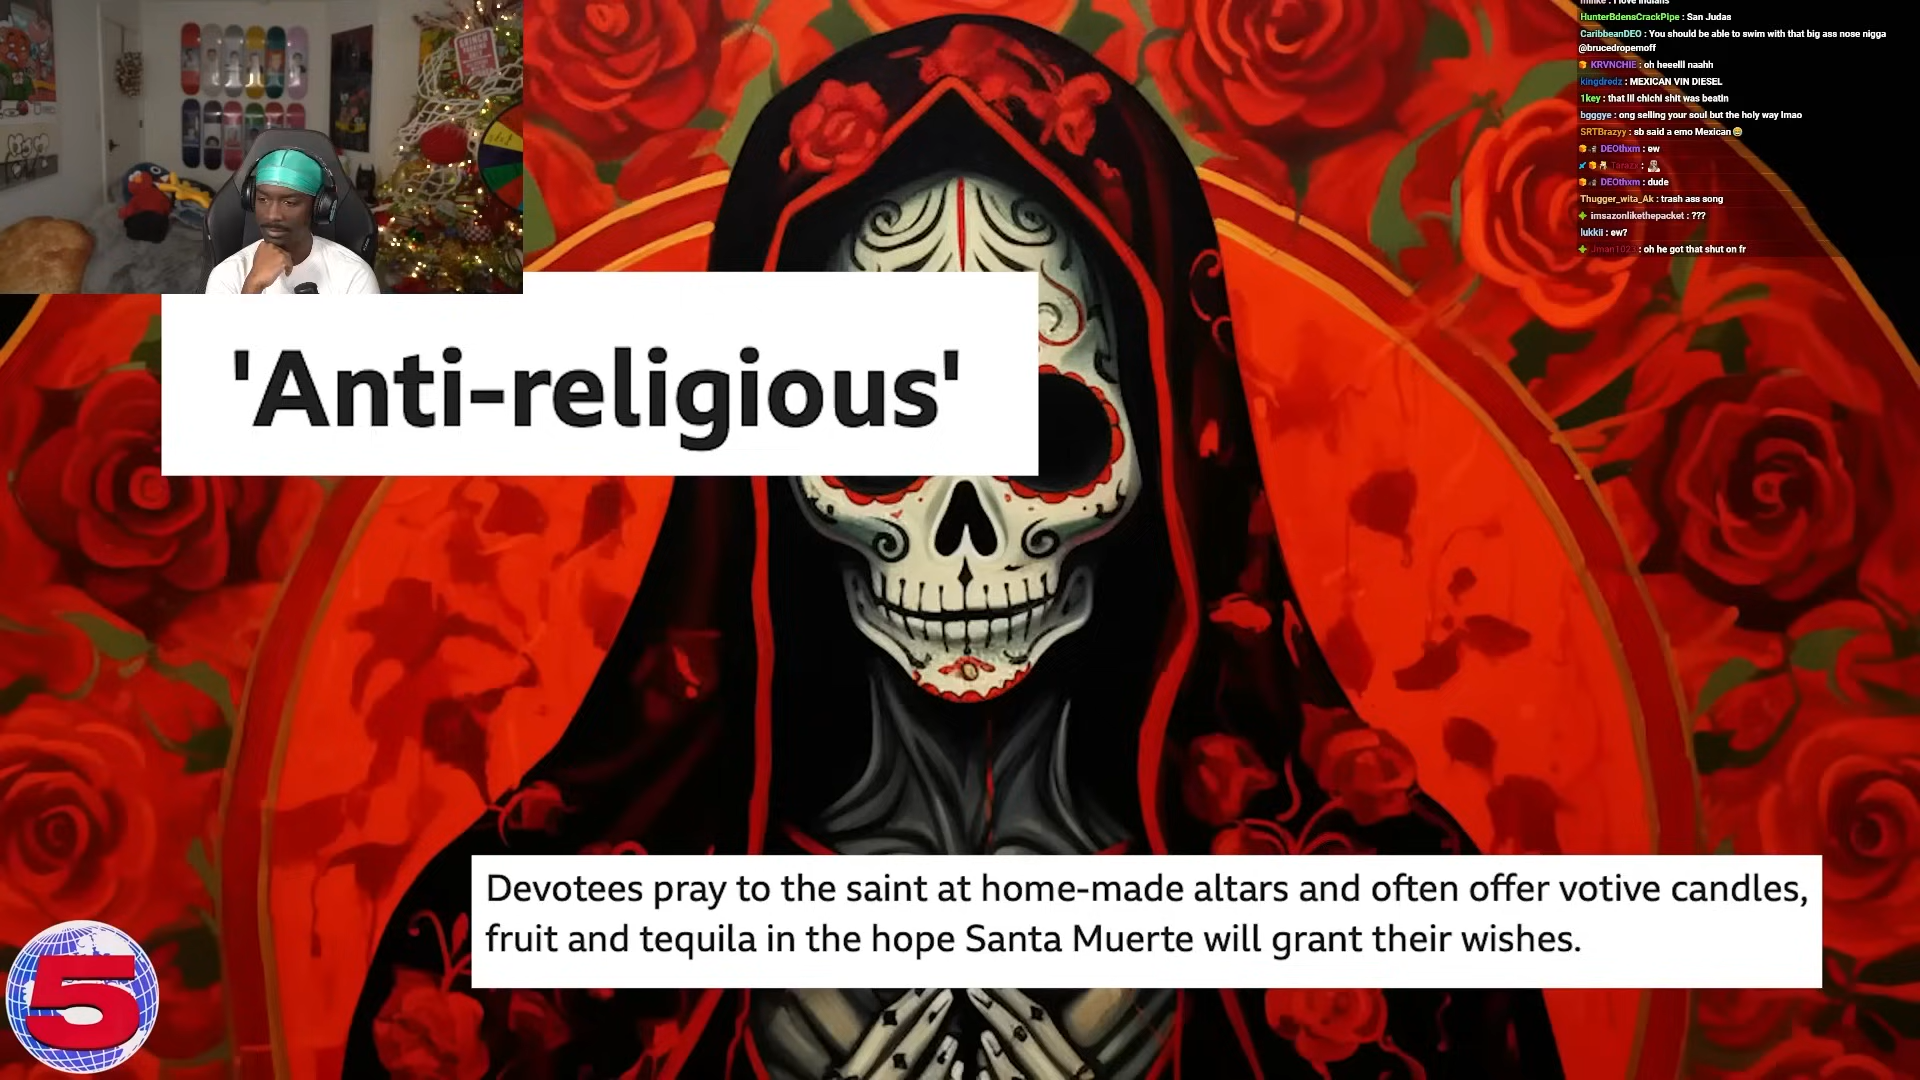 HunterBdensCrackPipe : San Judas
CaribbeanDEO : You should be able to swim with that big ass nose nigga
@brucedropemoff
KRVNCHIE : oh heeelll naahh
kingdredz : MEXICAN VIN DIESEL
1key : that lil chichi shit was beatin
bgggye : ong selling your soul but the holy way lmao
SRTBrazyy : sb said a emo Mexican
DEOthxm : ew
DEOthxm : dude
Thugger_wita_Ak : trash ass song
imsazonlikethepacket : ???
lukkii : ew?
Jman1023 : oh he got that shut on fr
'Anti-religious'
Devotees pray to the saint at home-made altars and often offer votive candles,
fruit and tequila in the hope Santa Muerte will grant their wishes.
5